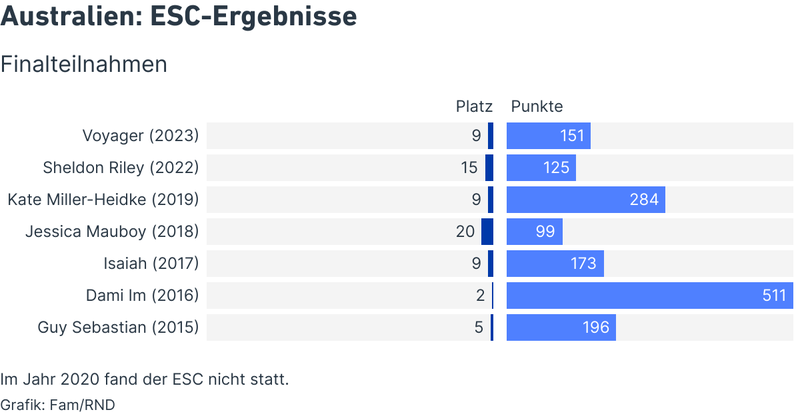 Australien: ESC-Ergebnisse
Finalteilnahmen
Platz Punkte
Voyager (2023) 9 151
Sheldon Riley (2022) 15 125
Kate Miller-Heidke (2019) 9 284
Jessica Mauboy (2018) 20 99
Isaiah (2017) 9 173
Dami Im (2016) 2 511
Guy Sebastian (2015) 5 196
Im Jahr 2020 fand der ESC nicht statt.
Grafik: Fam/RND